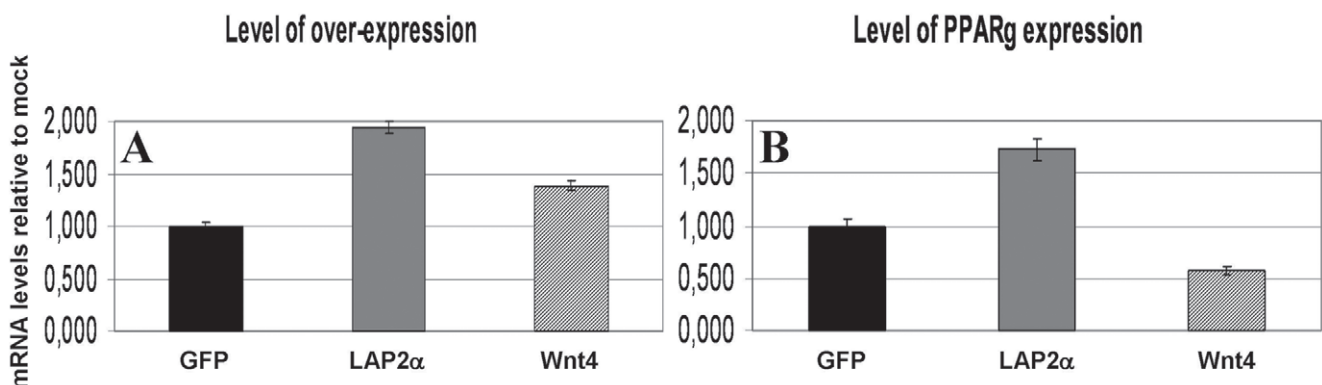 Level of over-expression
Level of PPARg expression
mRNA levels relative to mock
A
2,000
1,500
1,000
0,500
0,000
GFP LAP2α Wnt4
B
2,000
1,500
1,000
0,500
0,000
GFP LAP2α Wnt4